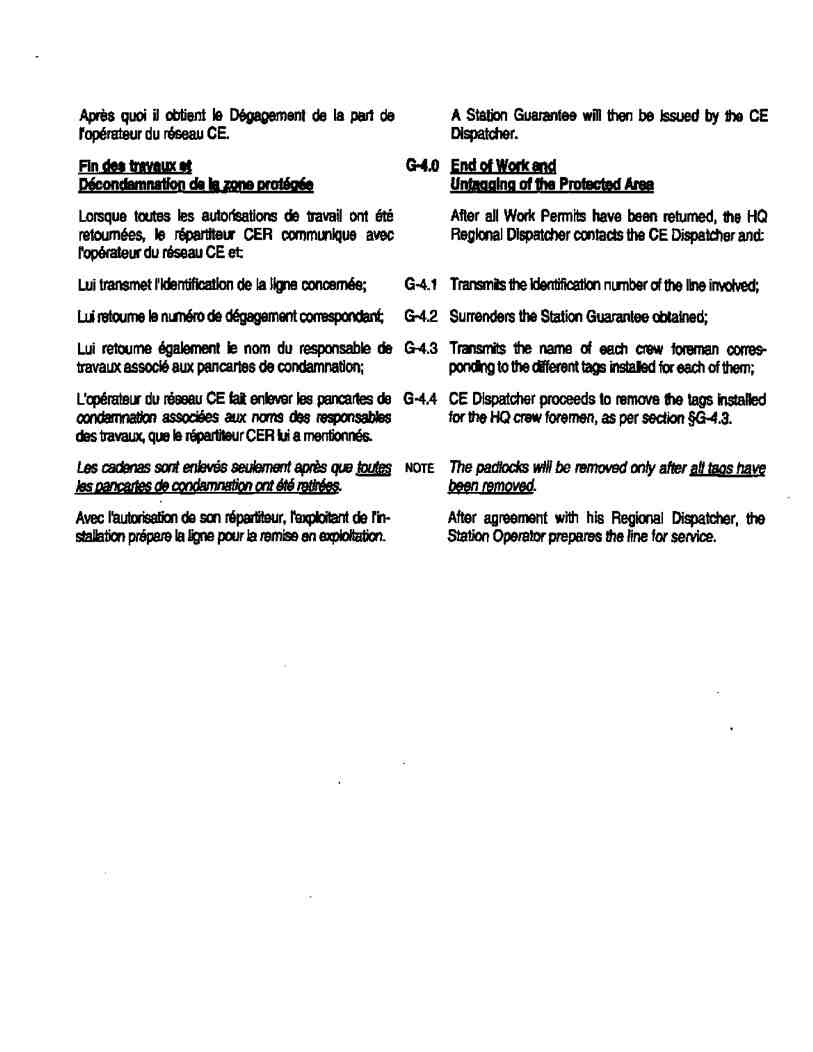 Après quoi il obtient le Dégagement de la part de
l'opérateur du réseau CE.
A Station Guarantee will then be issued by the CE
Dispatcher.
Fin des travaux et
Décondamnation de la zone protégée
G-4.0 End of Work and
Untagging of the Protected Area
Lorsque toutes les autorisations de travail ont été
retournées, le répartiteur CER communique avec
l'opérateur du réseau CE et:
After all Work Permits have been returned, the HQ
Regional Dispatcher contacts the CE Dispatcher and:
Lui transmet l'identification de la ligne concernée;
G-4.1 Transmits the identification number of the line involved;
Lui retourne le numéro de dégagement correspondant;
G-4.2 Surrenders the Station Guarantee obtained;
Lui retourne également le nom du responsable de
travaux associé aux pancartes de condamnation;
G-4.3 Transmits the name of each crew foreman corres-
ponding to the different tags installed for each of them;
L'opérateur du réseau CE fait enlever les pancartes de
condamnation associées aux noms des responsables
des travaux, que le répartiteur CER lui a mentionnés.
G-4.4 CE Dispatcher proceeds to remove the tags installed
for the HQ crew foremen, as per section §G-4.3.
Les cadenas sont enlevés seulement après que toutes
les pancartes de condamnation ont été retirées.
NOTE The padlocks will be removed only after all tags have
been removed.
Avec l'autorisation de son répartiteur, l'exploitant de l'in-
stallation prépare la ligne pour la remise en exploitation.
After agreement with his Regional Dispatcher, the
Station Operator prepares the line for service.